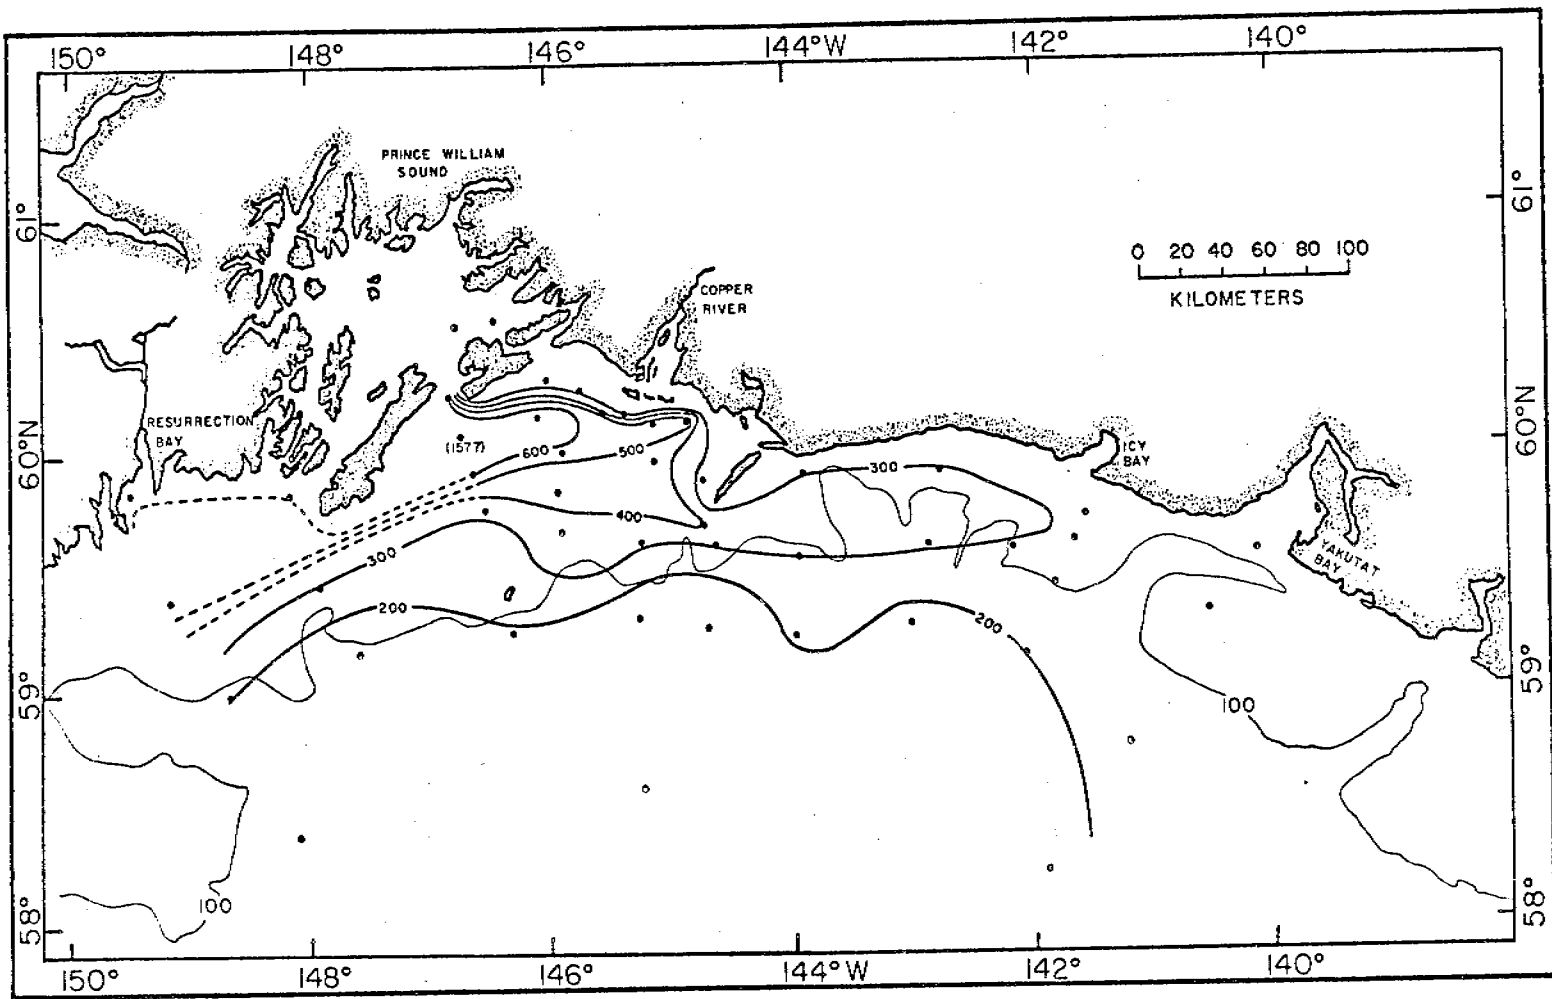 150°
148°
146°
144°W
142°
140°
PRINCE WILLIAM
SOUND
61°
61°
0 20 40 60 80 100
KILOMETERS
COPPER
RIVER
RESURRECTION
BAY
60°N
60°N
(1577)
600
500
ICY
BAY
300
400
300
YAKUTAT
BAY
200
200
59°
59°
100
100
58°
58°
150°
148°
146°
144°W
142°
140°